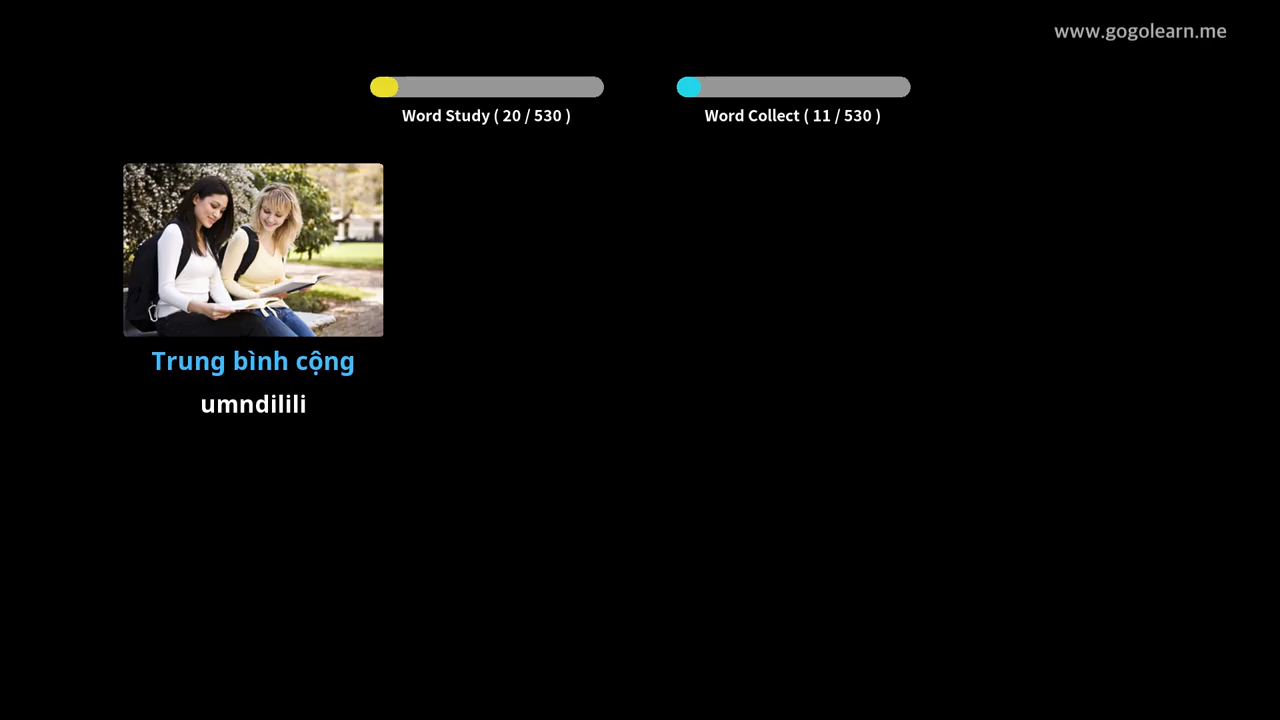 www.gogolearn.me
Word Study ( 20 / 530 )
Word Collect ( 11 / 530 )
Trung bình cộng
umndilili